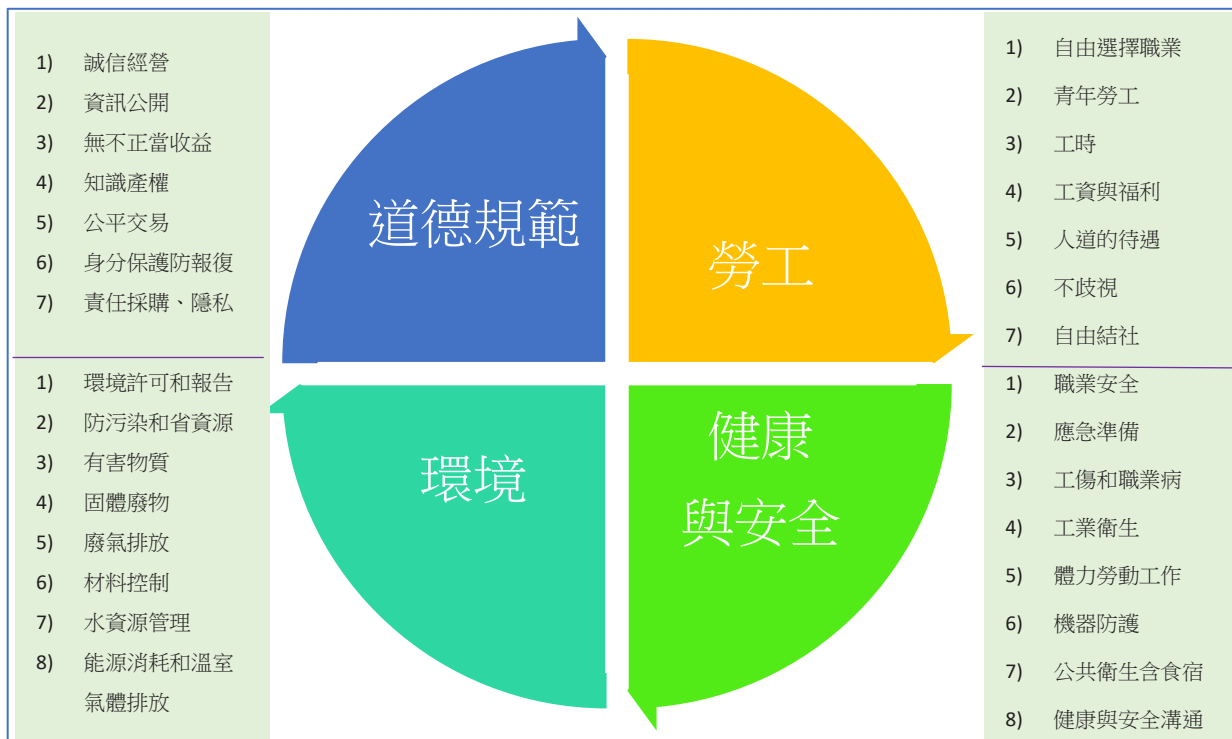 1) 誠信經營
2) 資訊公開
3) 無不正當收益
4) 知識產權
5) 公平交易
6) 身分保護防報復
7) 責任採購、隱私
道德規範
勞工
1) 自由選擇職業
2) 青年勞工
3) 工時
4) 工資與福利
5) 人道的待遇
6) 不歧視
7) 自由結社
1) 環境許可和報告
2) 防污染和省資源
3) 有害物質
4) 固體廢物
5) 廢氣排放
6) 材料控制
7) 水資源管理
8) 能源消耗和溫室
氣體排放
環境
健康
與安全
1) 職業安全
2) 應急準備
3) 工傷和職業病
4) 工業衛生
5) 體力勞動工作
6) 機器防護
7) 公共衛生含食宿
8) 健康與安全溝通